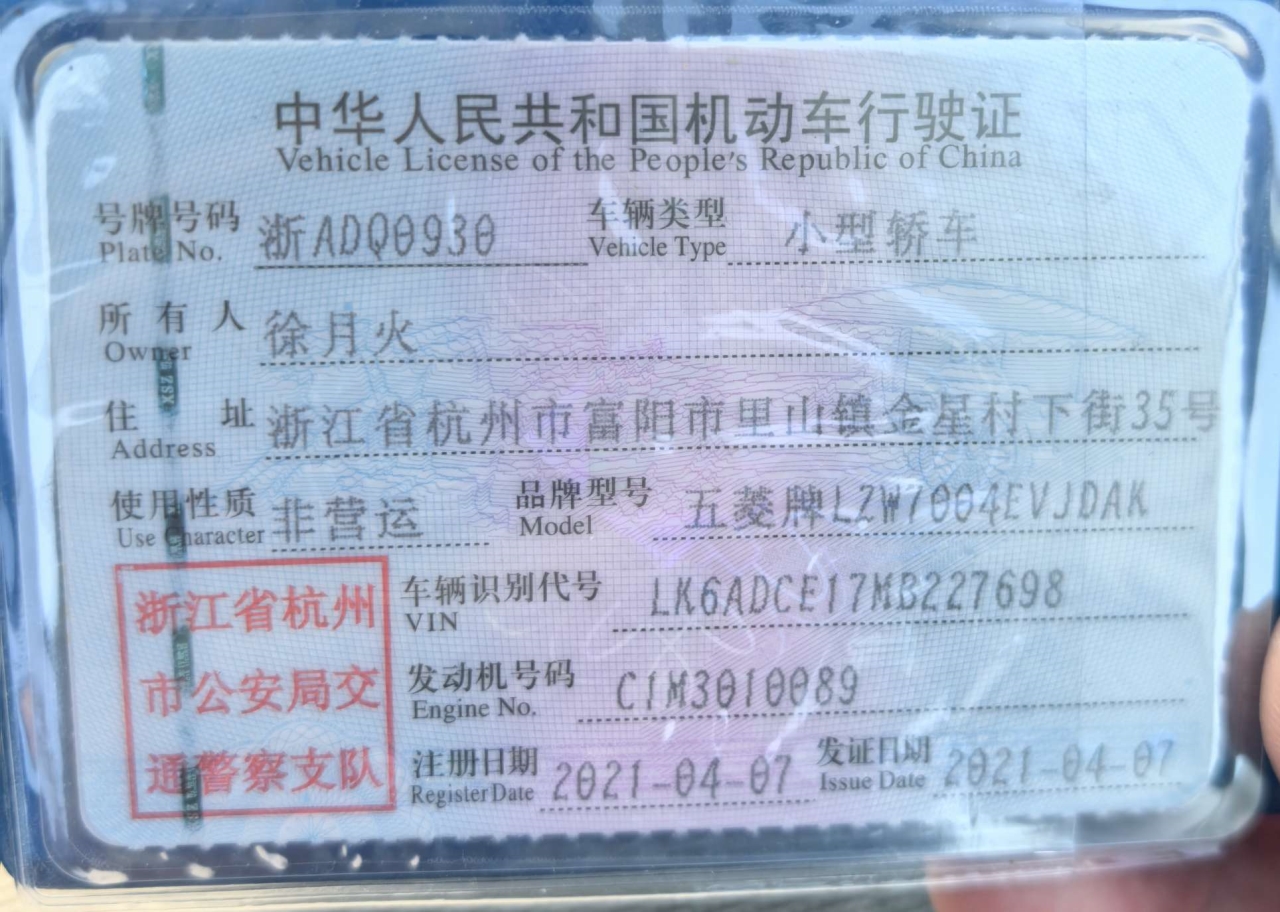 中华人民共和国机动车行驶证
Vehicle License of the People's Republic of China
号牌号码 浙ADQ0930 车辆类型 小型轿车
Plate No. Vehicle Type
所有人 徐月火
Owner
住址 浙江省杭州市富阳市里山镇金星村下街35号
Address
使用性质 非营运 品牌型号 五菱牌LZW7004EVJDAK
Use Character Model
浙江省杭州
市公安局交
通警察支队
车辆识别代号 LK6ADCE17MB227698
VIN
发动机号码 C1M3010089
Engine No.
注册日期 2021-04-07 发证日期 2021-04-07
Register Date Issue Date